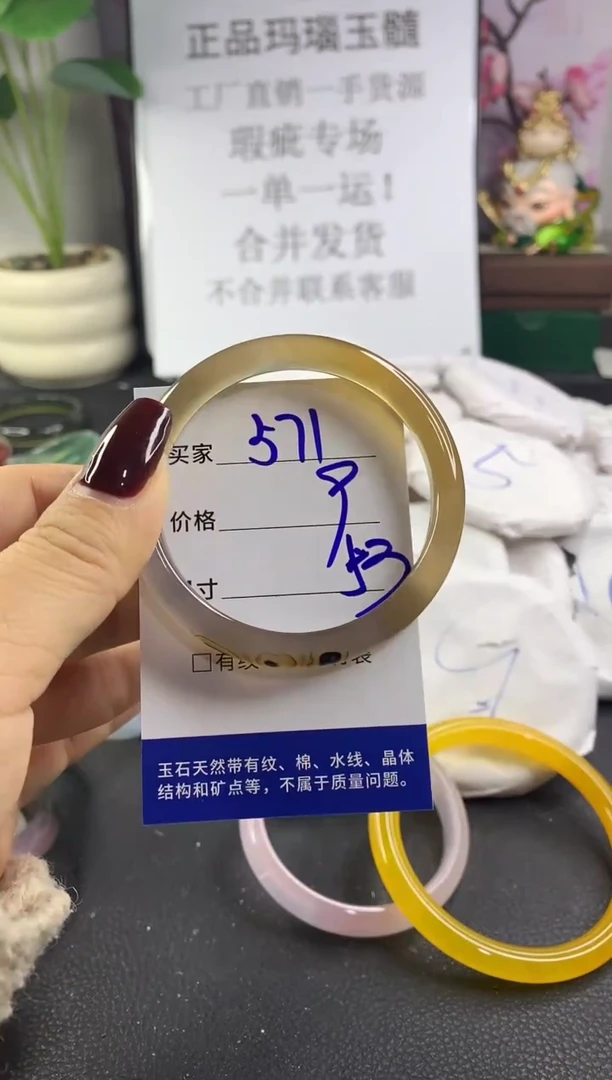 正品玛瑙玉髓
工厂直销一手货源
瑕疵专场
一单一运！
合并发货
不合并联系客服
买家 571
价格 9
寸 53
□有纹
玉石天然带有纹、棉、水线、晶体
结构和矿点等，不属于质量问题。
5